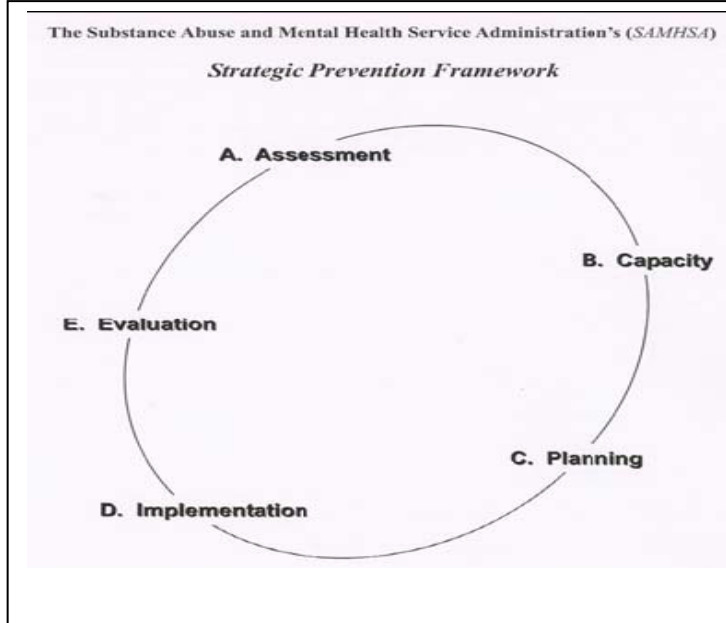 The Substance Abuse and Mental Health Service Administration's (SAMHSA)
Strategic Prevention Framework
A. Assessment
B. Capacity
E. Evaluation
C. Planning
D. Implementation